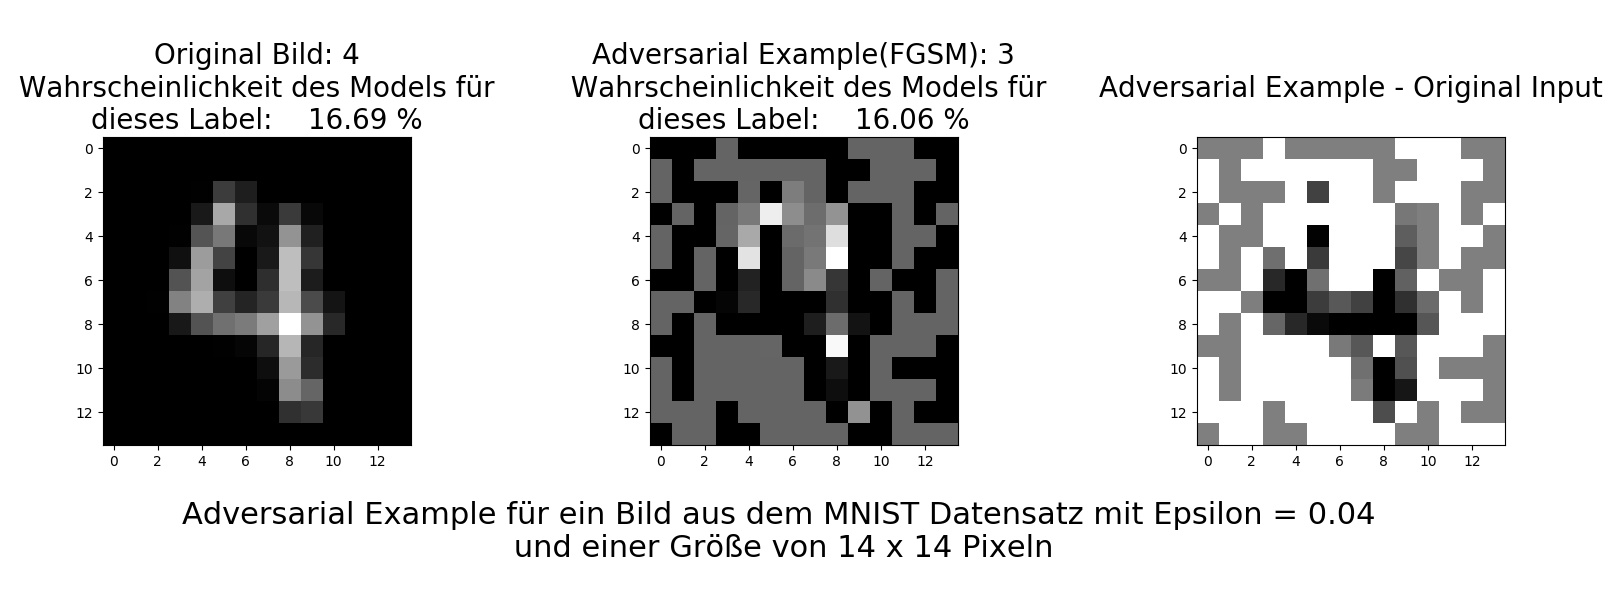 Original Bild: 4
Wahrscheinlichkeit des Models für
dieses Label: 16.69 %
Adversarial Example(FGSM): 3
Wahrscheinlichkeit des Models für
dieses Label: 16.06 %
Adversarial Example - Original Input
0
2
4
6
8
10
12
0 2 4 6 8 10 12
0
2
4
6
8
10
12
0 2 4 6 8 10 12
0
2
4
6
8
10
12
0 2 4 6 8 10 12
Adversarial Example für ein Bild aus dem MNIST Datensatz mit Epsilon = 0.04
und einer Größe von 14 x 14 Pixeln